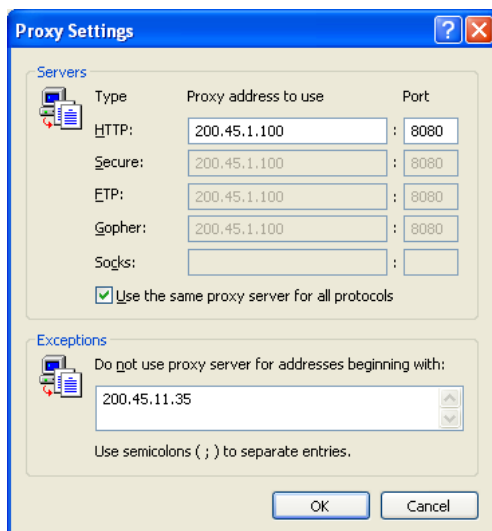 Proxy Settings
Servers
Type Proxy address to use Port
HTTP: 200.45.1.100 : 8080
Secure: 200.45.1.100 : 8080
FTP: 200.45.1.100 : 8080
Gopher: 200.45.1.100 : 8080
Socks: :
Use the same proxy server for all protocols
Exceptions
Do not use proxy server for addresses beginning with:
200.45.11.35
Use semicolons ( ; ) to separate entries.
OK Cancel